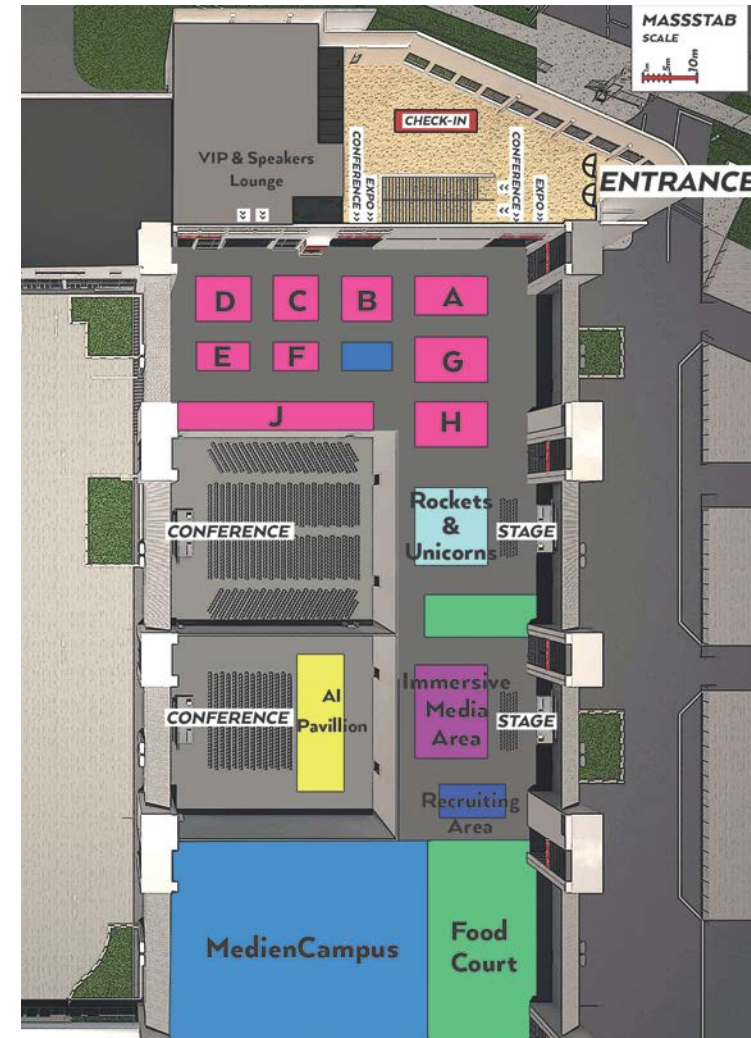 MASSSTAB
SCALE
1m
5m
10m
CHECK-IN
VIP & Speakers
Lounge
CONFERENCE >>
EXPO >>
CONFERENCE >>
EXPO >>
ENTRANCE
D
C
B
A
E
F
G
J
H
CONFERENCE
Rockets
&
Unicorns
STAGE
CONFERENCE
AI
Pavillion
Immersive
Media
Area
STAGE
Recruiting
Area
MedienCampus
Food
Court